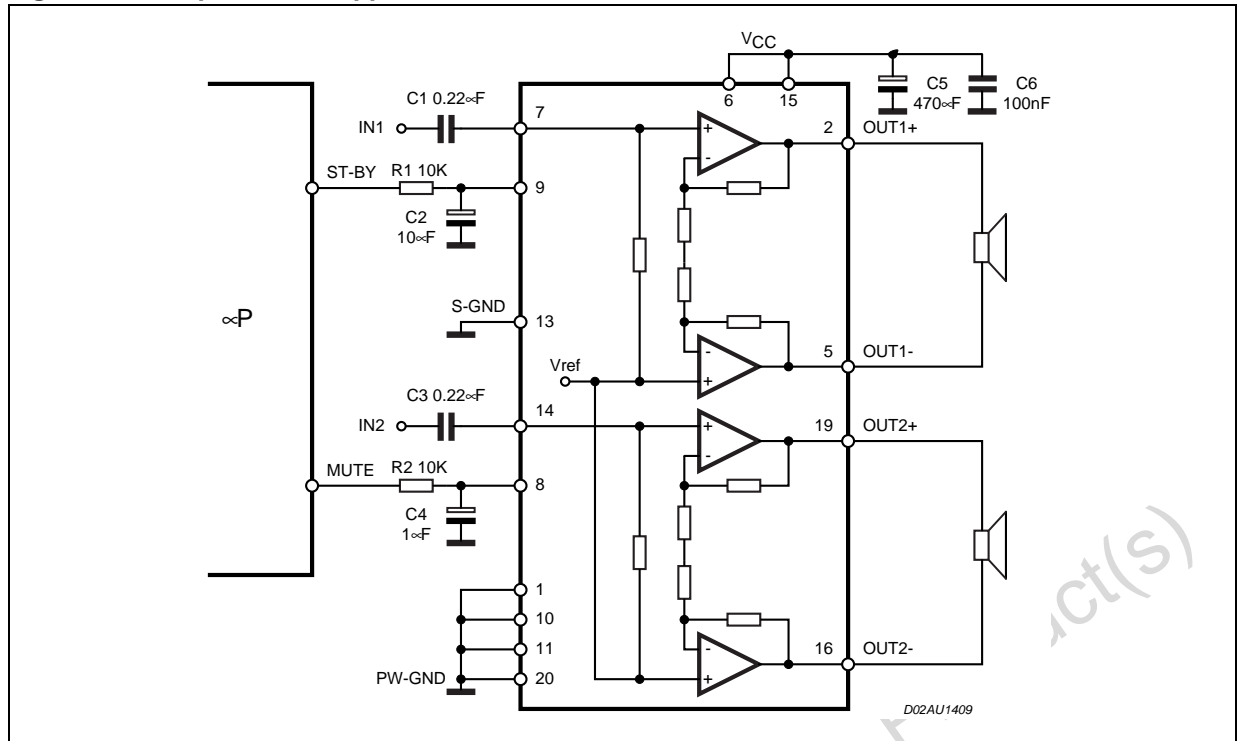 V_CC
C1 0.22∝F
7
6
15
C5
470∝F
C6
100nF
IN1
+
-
2
OUT1+
ST-BY
R1 10K
9
C2
10∝F
S-GND
13
∝P
Vref
-
+
5
OUT1-
C3 0.22∝F
14
IN2
+
-
19
OUT2+
MUTE
R2 10K
8
C4
1∝F
1
10
11
PW-GND
20
-
+
16
OUT2-
D02AU1409
uct(s)